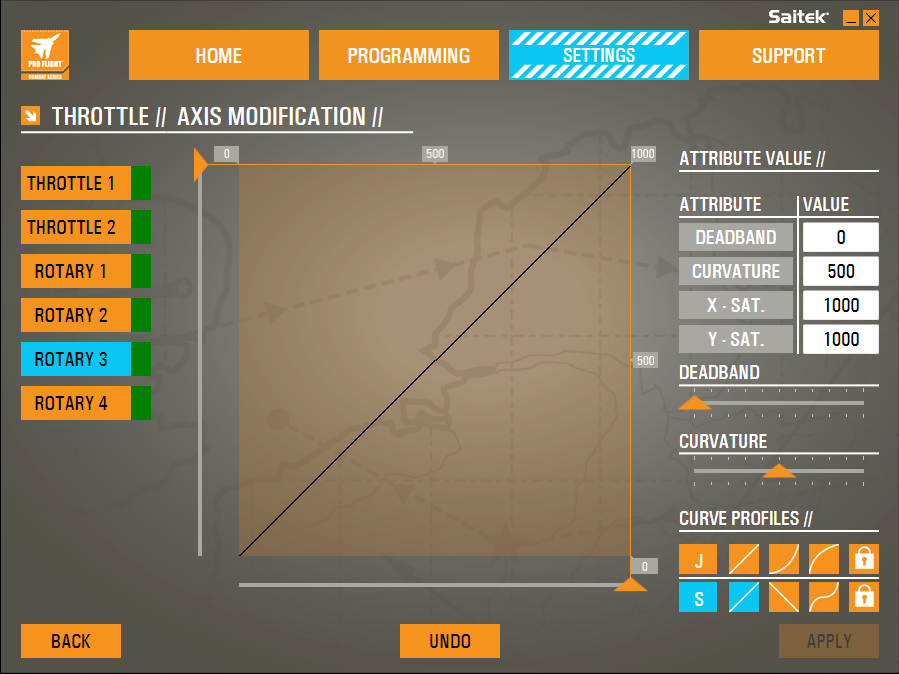 Saitek
PRO FLIGHT
COMBAT SERIES
HOME
PROGRAMMING
SETTINGS
SUPPORT
THROTTLE // AXIS MODIFICATION //
0
500
1000
500
0
THROTTLE 1
THROTTLE 2
ROTARY 1
ROTARY 2
ROTARY 3
ROTARY 4
ATTRIBUTE VALUE //
ATTRIBUTE VALUE
DEADBAND 0
CURVATURE 500
X - SAT. 1000
Y - SAT. 1000
DEADBAND
CURVATURE
CURVE PROFILES //
J
S
BACK
UNDO
APPLY